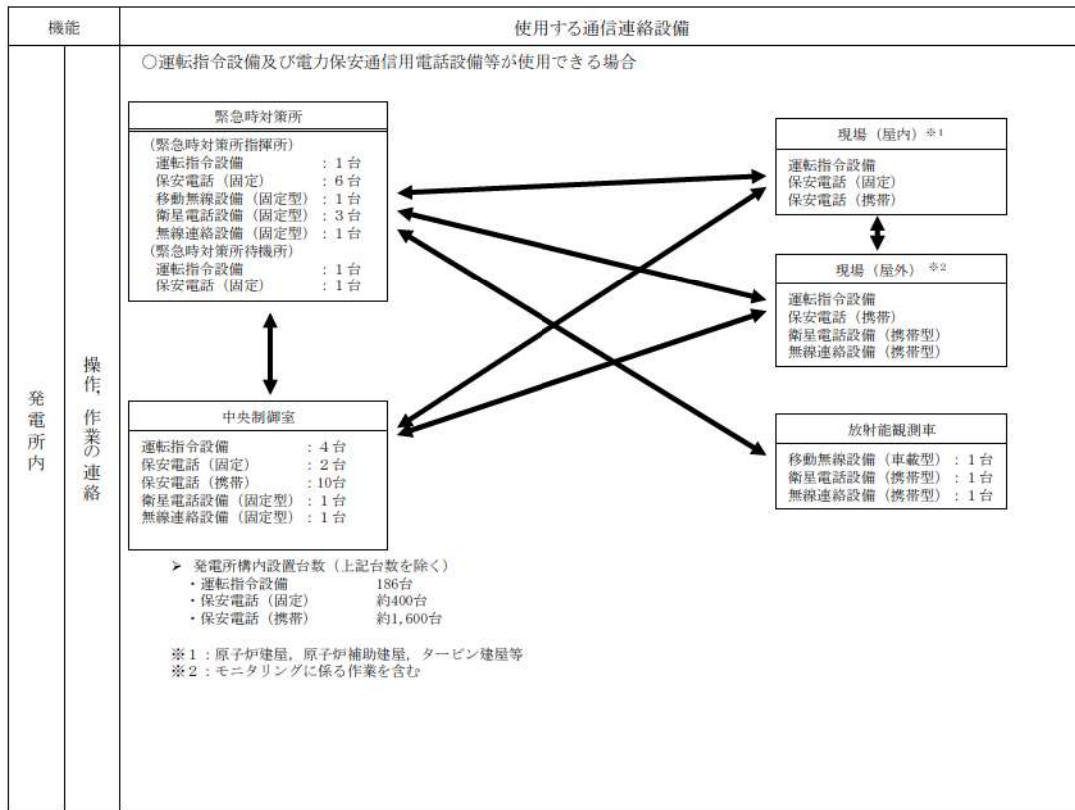 機能
使用する通信連絡設備
発電所内
操作，作業の連絡
○運転指令設備及び電力保安通信用電話設備等が使用できる場合
緊急時対策所
（緊急時対策所指揮所）
運転指令設備 ：１台
保安電話（固定） ：６台
移動無線設備（固定型）：１台
衛星電話設備（固定型）：３台
無線連絡設備（固定型）：１台
（緊急時対策所待機所）
運転指令設備 ：１台
保安電話（固定） ：１台
現場（屋内）※1
運転指令設備
保安電話（固定）
保安電話（携帯）
現場（屋外）※2
運転指令設備
保安電話（携帯）
衛星電話設備（携帯型）
無線連絡設備（携帯型）
中央制御室
運転指令設備 ：４台
保安電話（固定） ：２台
保安電話（携帯） ：10台
衛星電話設備（固定型）：１台
無線連絡設備（固定型）：１台
放射能観測車
移動無線設備（車載型）：１台
衛星電話設備（携帯型）：１台
無線連絡設備（携帯型）：１台
➤ 発電所構内設置台数（上記台数を除く）
・運転指令設備 186台
・保安電話（固定） 約400台
・保安電話（携帯） 約1,600台
※１：原子炉建屋，原子炉補助建屋，タービン建屋等
※２：モニタリングに係る作業を含む